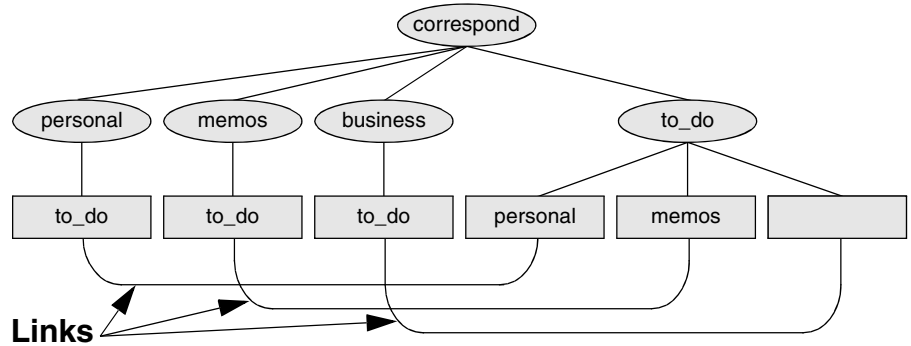 correspond
personal
memos
business
to_do
to_do
to_do
to_do
personal
memos
Links